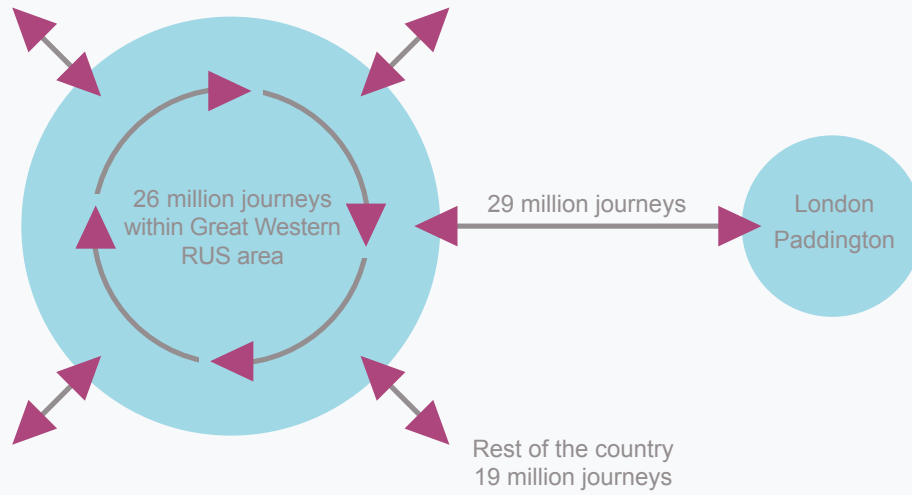 26 million journeys
within Great Western
RUS area
29 million journeys
London
Paddington
Rest of the country
19 million journeys